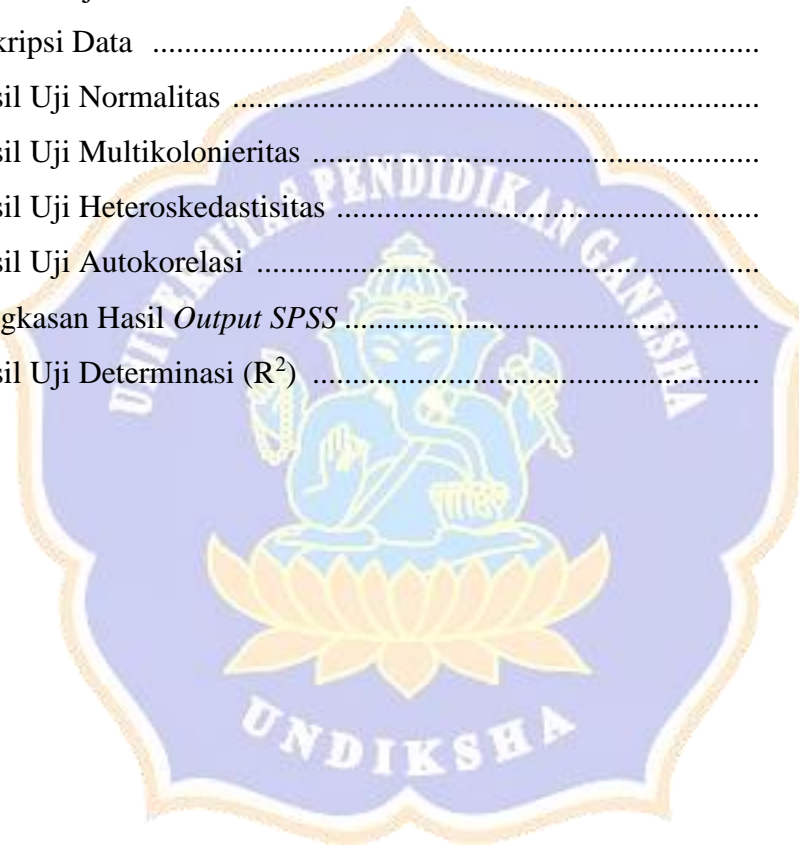 kripsi Data ................................................................................
sil Uji Normalitas ......................................................................
sil Uji Multikolonieritas ............................................................
sil Uji Heteroskedastisitas .........................................................
sil Uji Autokorelasi ...................................................................
gkasan Hasil Output SPSS .......................................................
sil Uji Determinasi (R²) ............................................................
UNIVERSITAS PENDIDIKAN GANESHA
UNDIKSHA